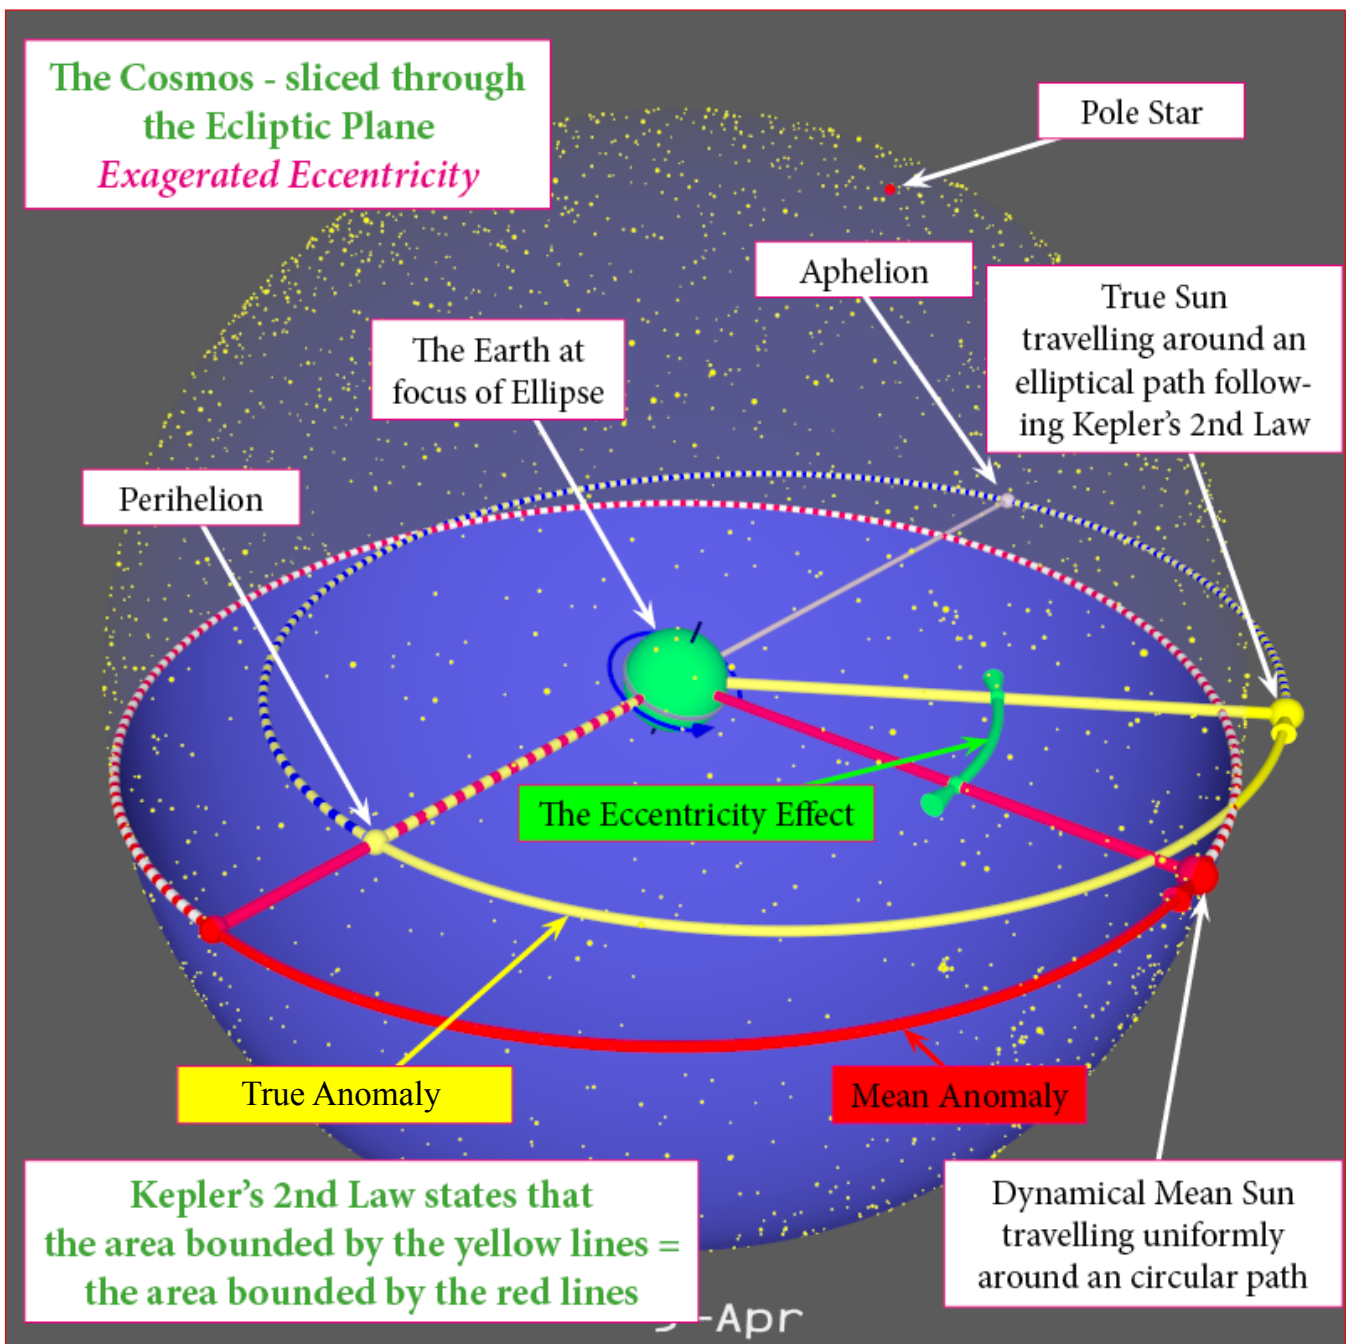 The Cosmos - sliced through
the Ecliptic Plane
Exagerated Eccentricity
Pole Star
Aphelion
True Sun
travelling around an
elliptical path follow-
ing Kepler's 2nd Law
The Earth at
focus of Ellipse
Perihelion
The Eccentricity Effect
True Anomaly
Mean Anomaly
Kepler's 2nd Law states that
the area bounded by the yellow lines =
the area bounded by the red lines
Dynamical Mean Sun
travelling uniformly
around an circular path
-Apr